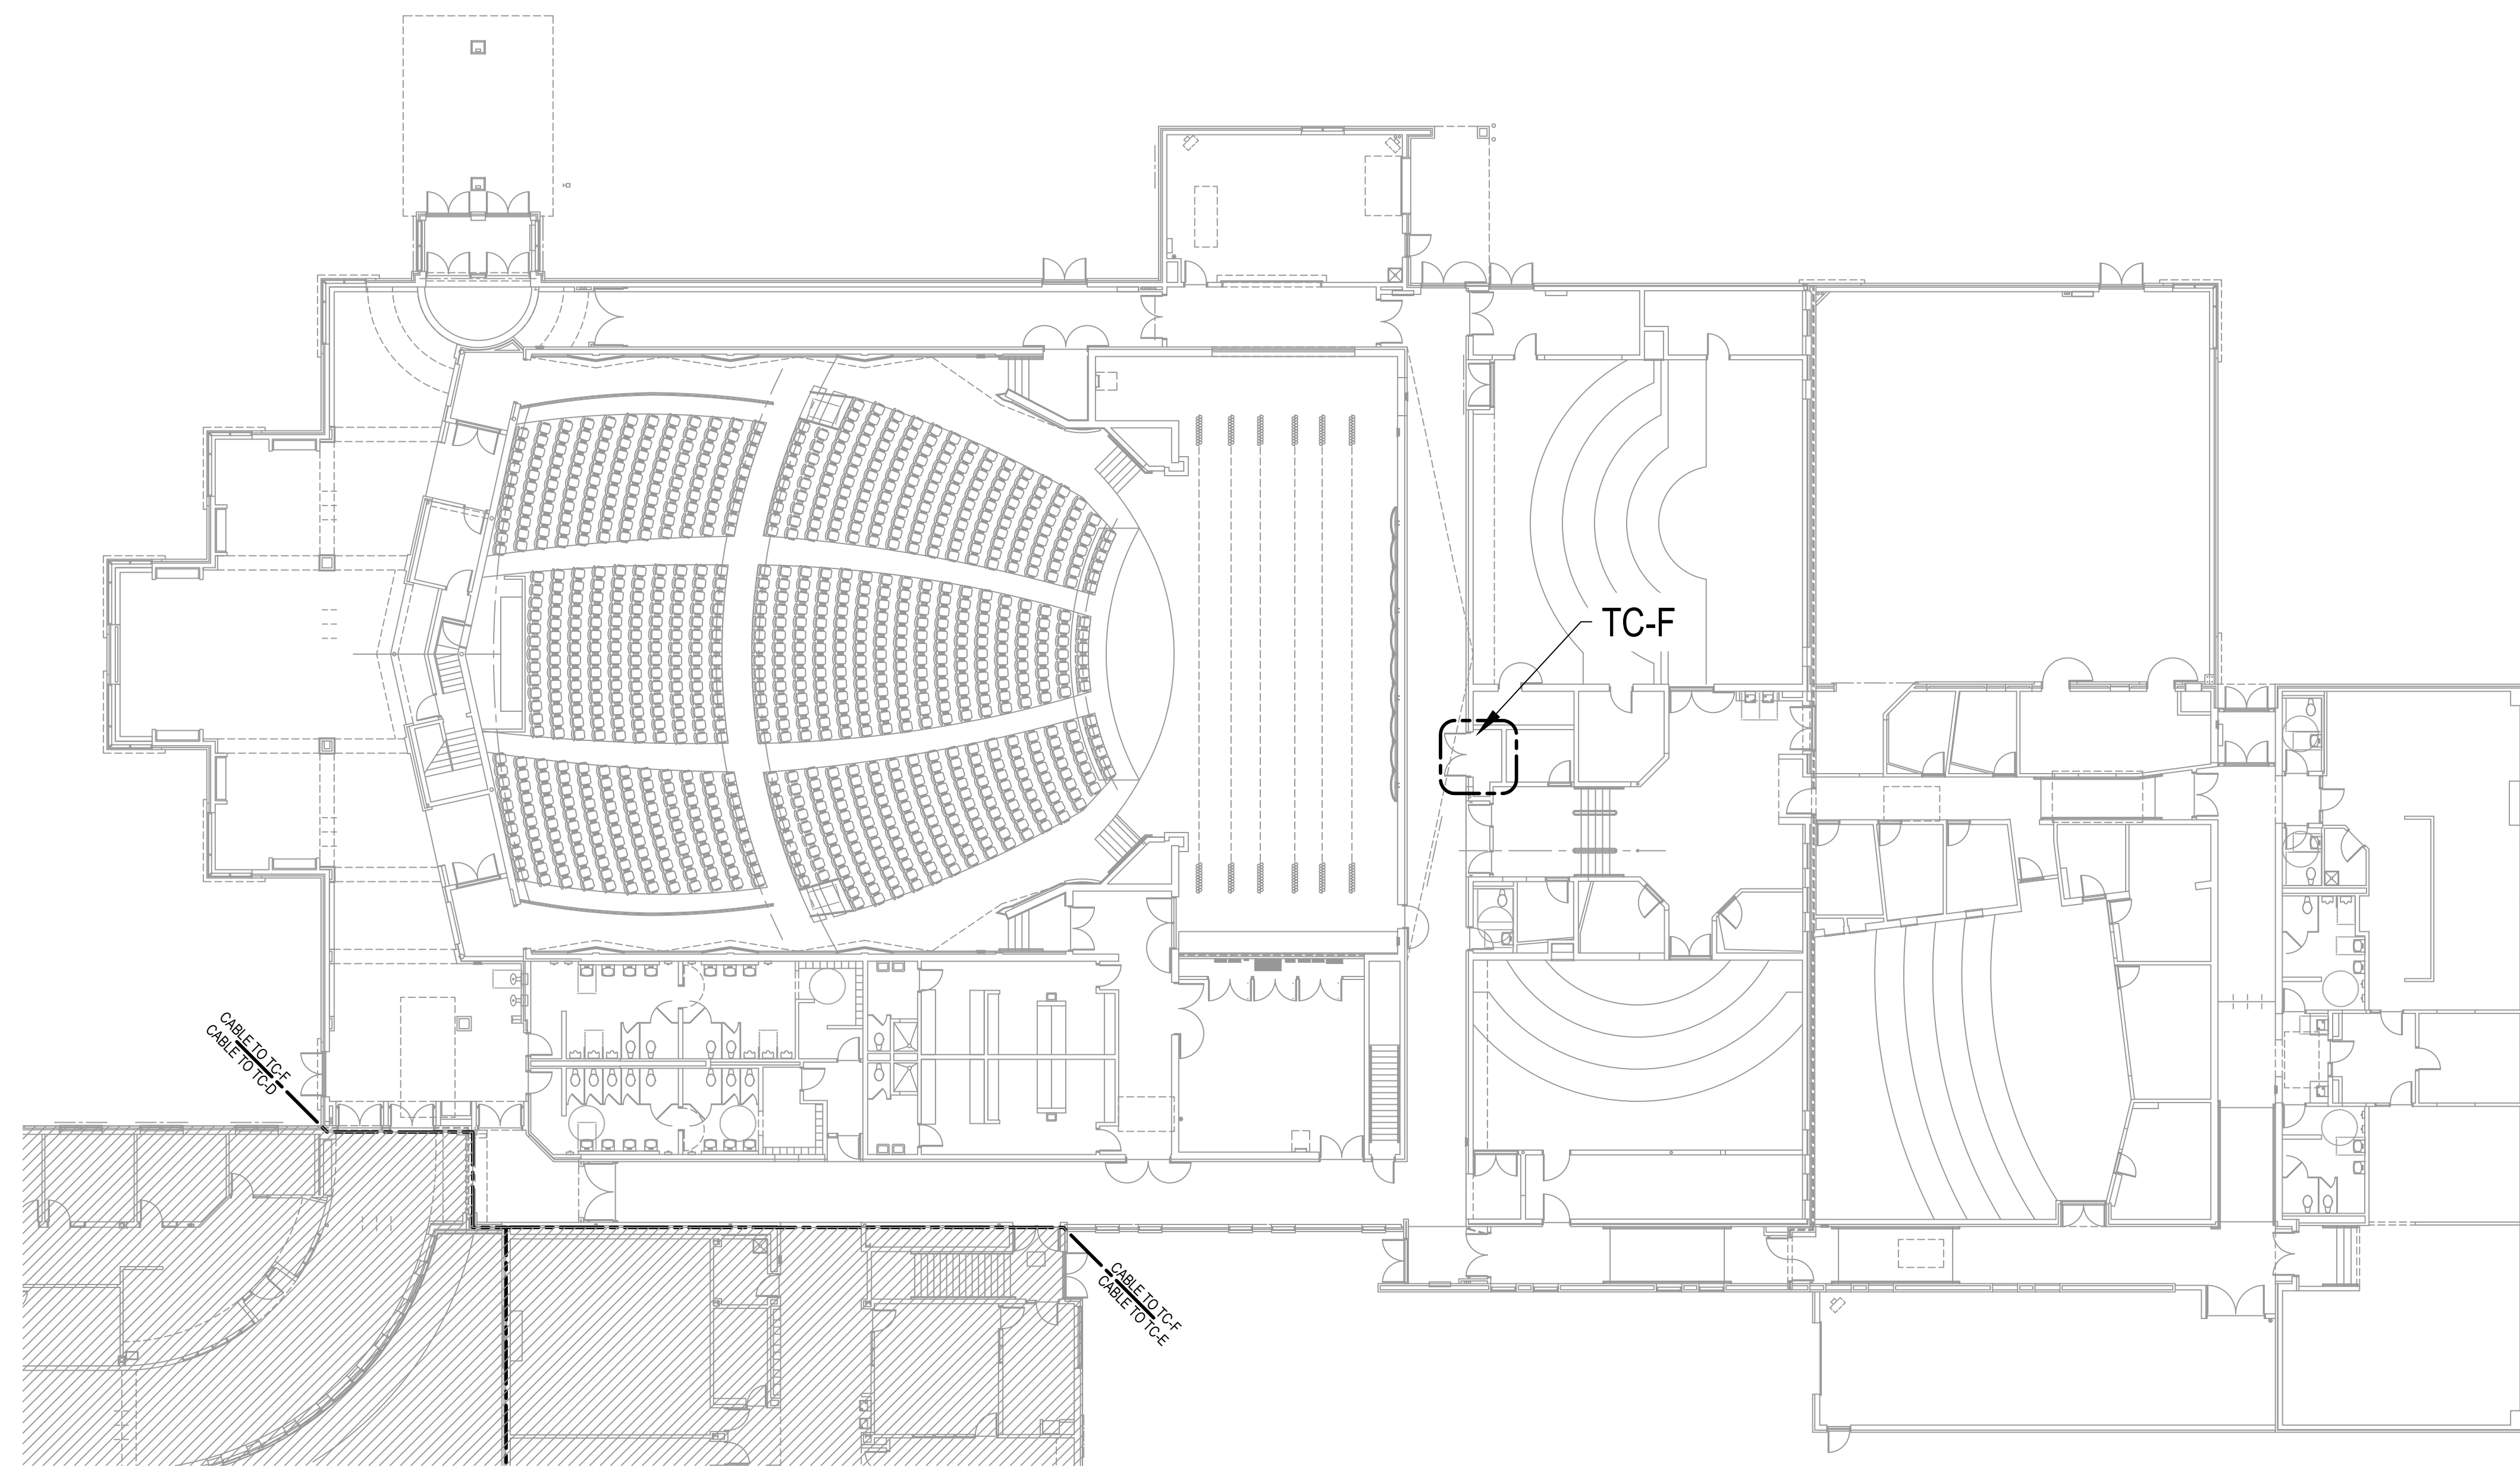 TC-F
CABLE TO TC-F
CABLE TO TC-D
CABLE TO TC-F
CABLE TO TC-E